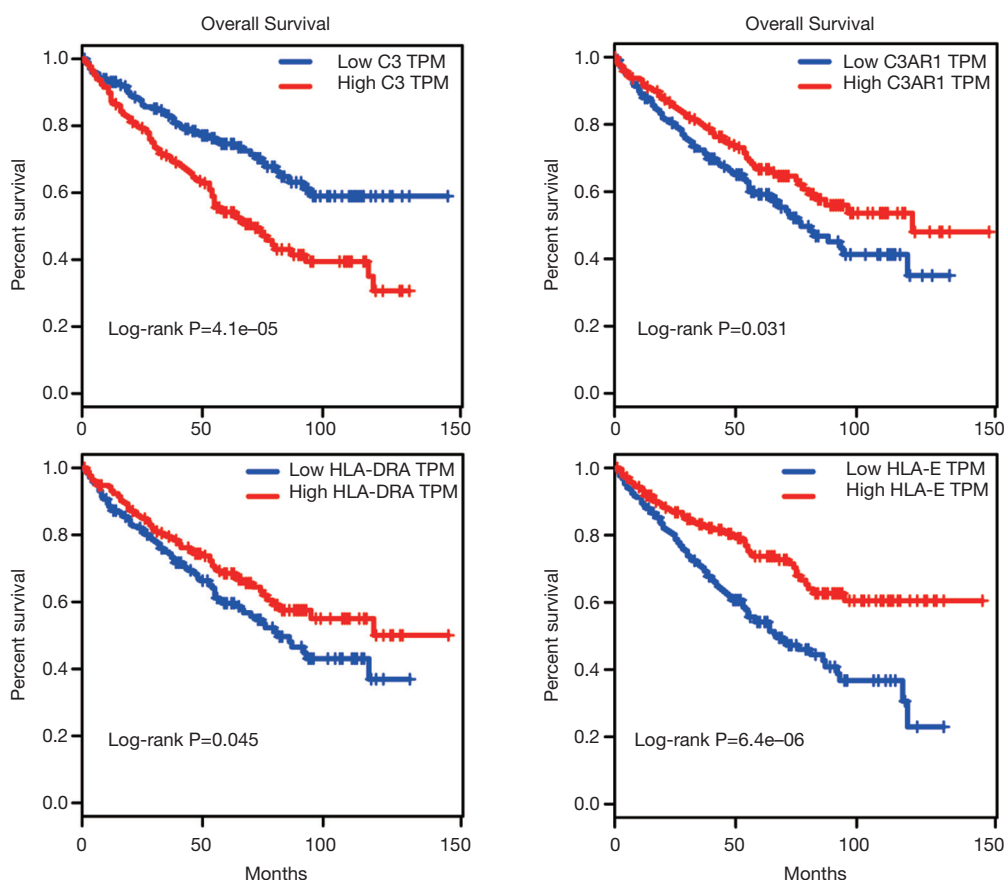 Overall Survival
1.0
0.8
0.6
0.4
0.2
0.0
Percent survival
Low C3 TPM
High C3 TPM
Log-rank P=4.1e–05
0
50
100
150
Overall Survival
1.0
0.8
0.6
0.4
0.2
0.0
Percent survival
Low C3AR1 TPM
High C3AR1 TPM
Log-rank P=0.031
0
50
100
150
1.0
0.8
0.6
0.4
0.2
0.0
Percent survival
Low HLA-DRA TPM
High HLA-DRA TPM
Log-rank P=0.045
0
50
100
150
Months
1.0
0.8
0.6
0.4
0.2
0.0
Percent survival
Low HLA-E TPM
High HLA-E TPM
Log-rank P=6.4e–06
0
50
100
150
Months